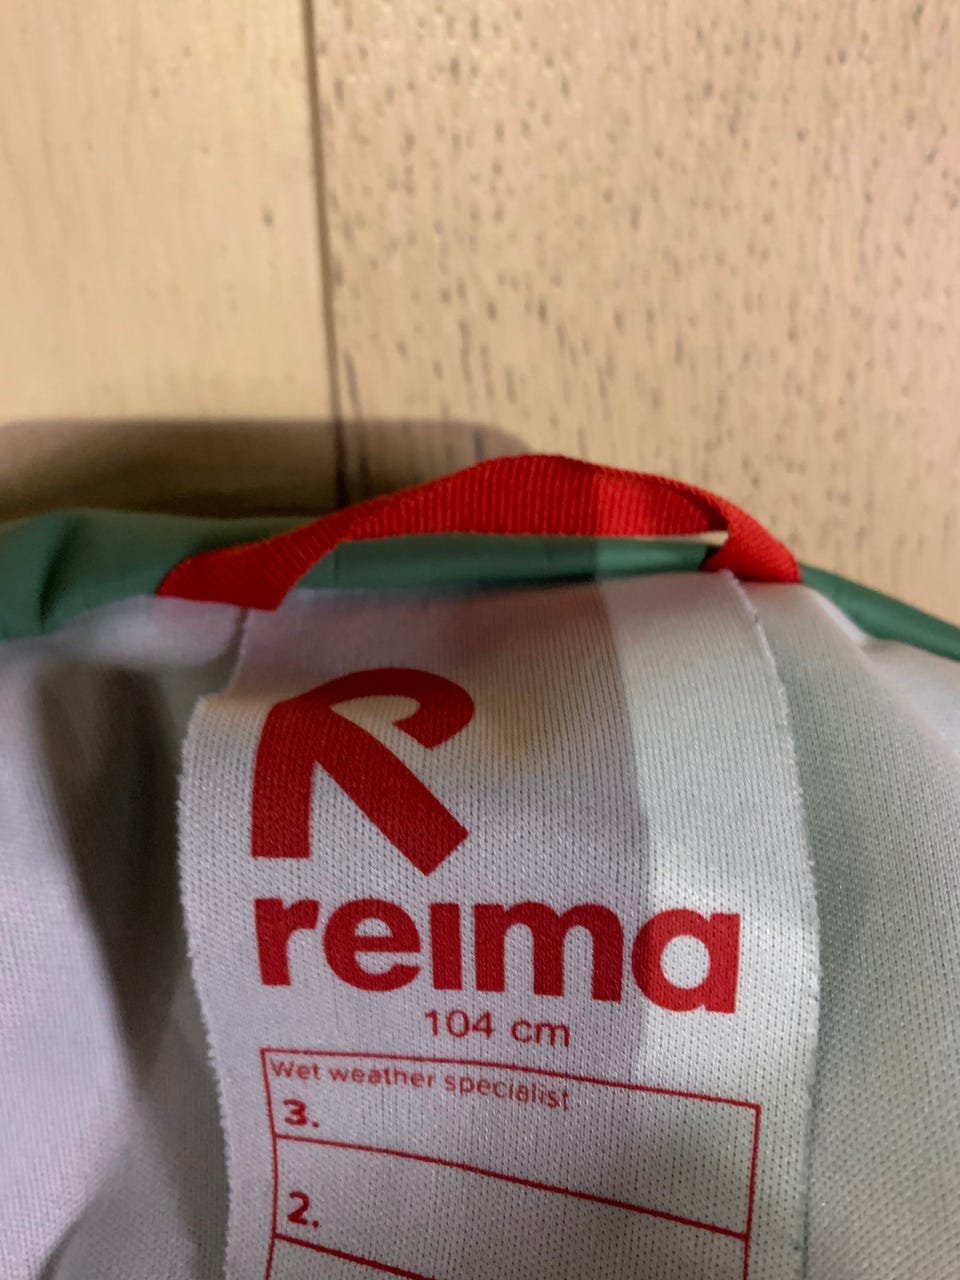 reima
104 cm
Wet weather specialist
3.
2.